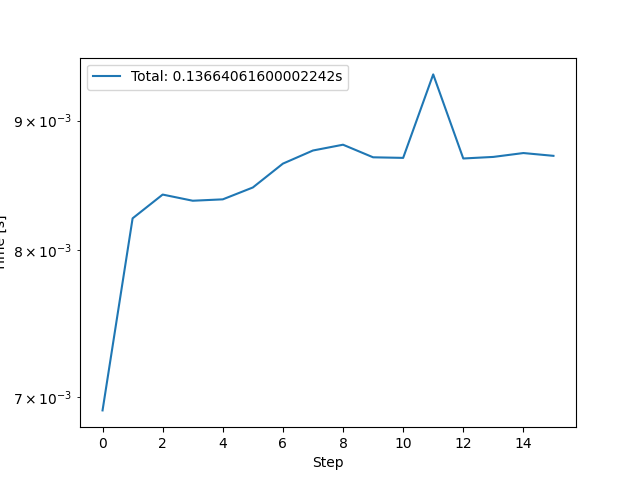 Total: 0.13664061600002242s
9 × 10⁻³
8 × 10⁻³
7 × 10⁻³
Time [s]
0 2 4 6 8 10 12 14
Step